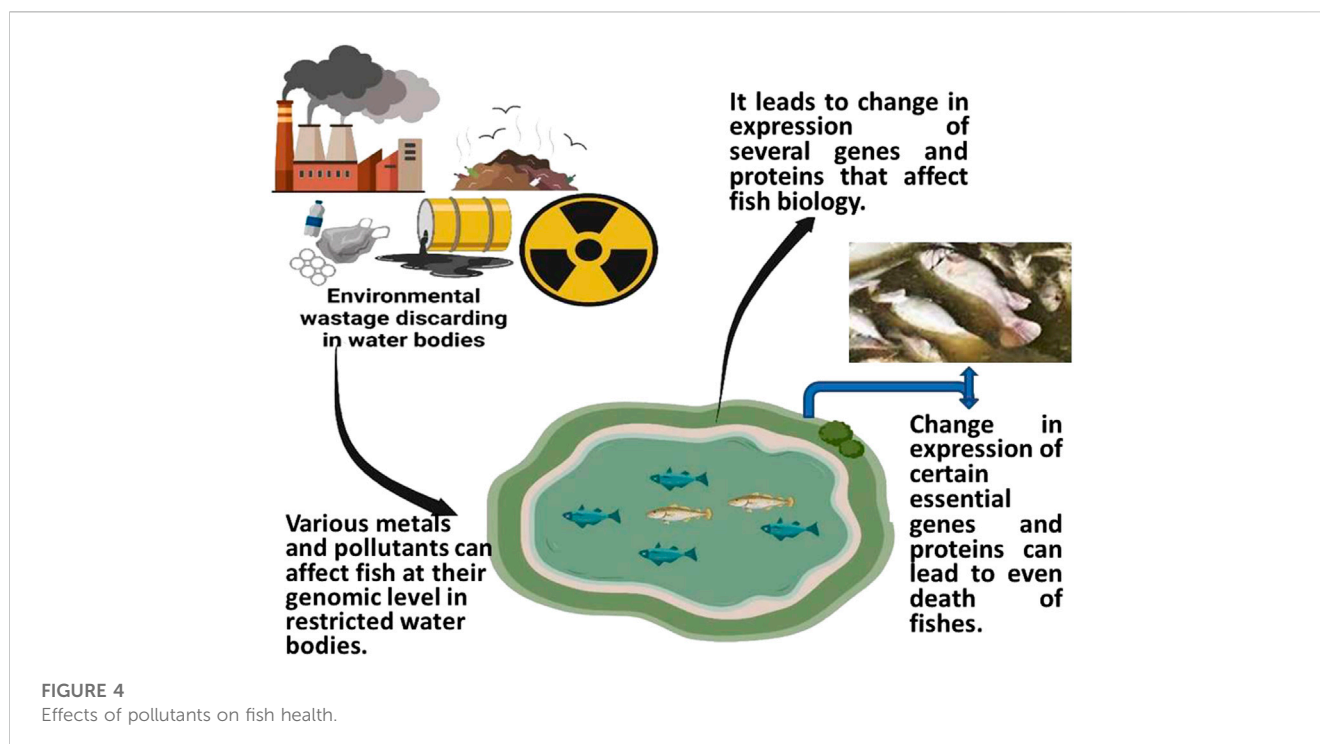 Environmental
wastage discarding
in water bodies
Various metals
and pollutants can
affect fish at their
genomic level in
restricted water
bodies.
It leads to change in
expression of
several genes and
proteins that affect
fish biology.
Change in
expression of
certain
essential
genes and
proteins can
lead to even
death of
fishes.
FIGURE 4
Effects of pollutants on fish health.